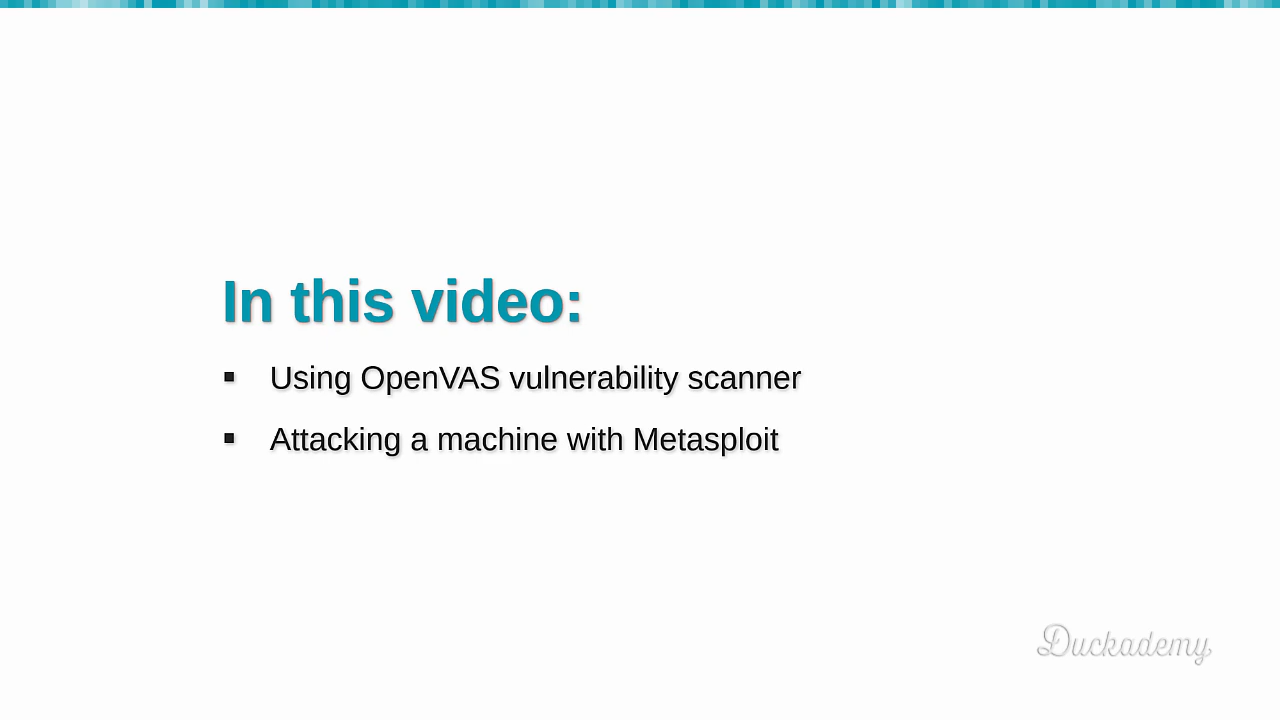 In this video:
▪ Using OpenVAS vulnerability scanner
▪ Attacking a machine with Metasploit
Duckademy